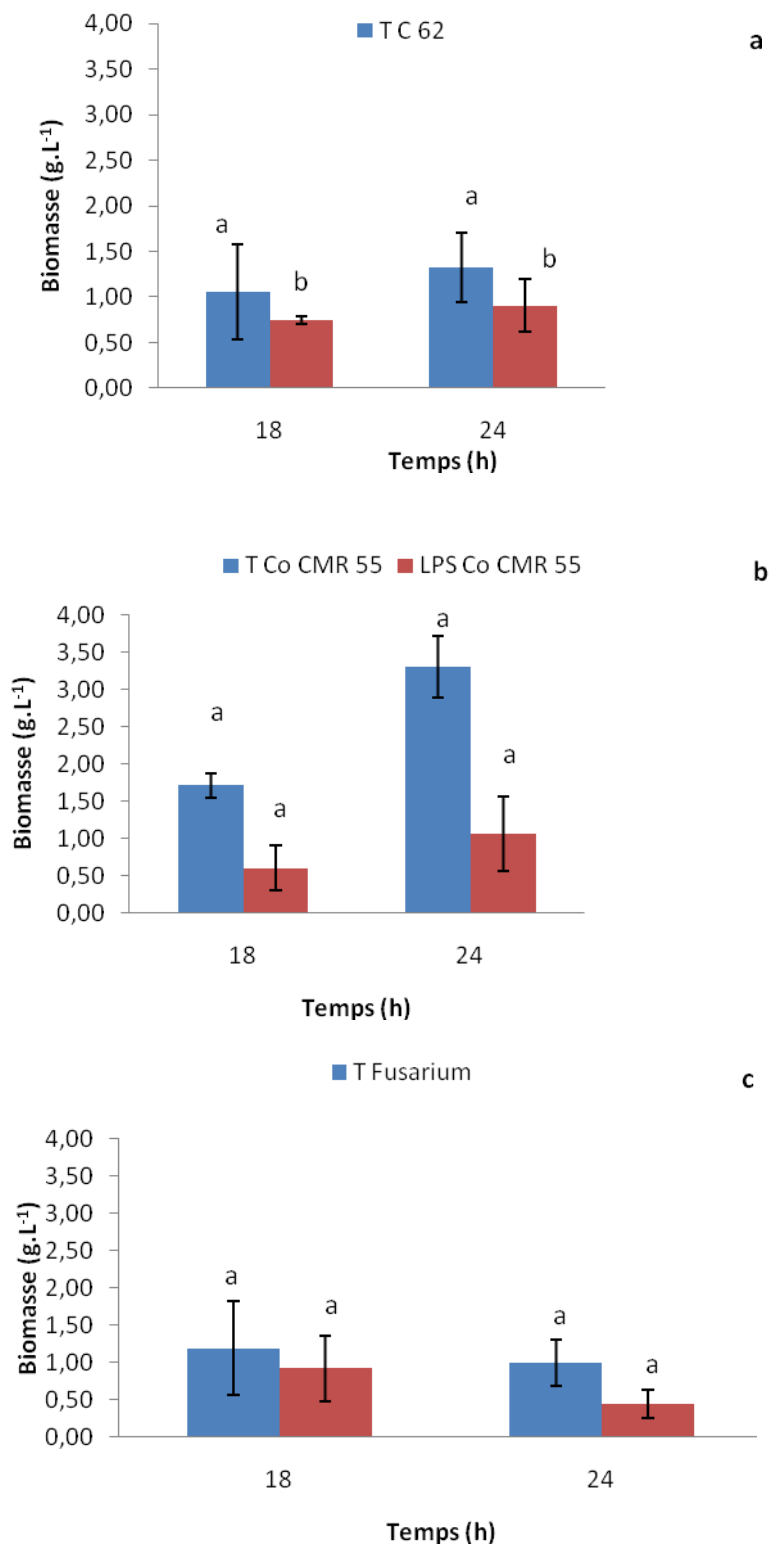 T C 62
a
4,00
3,50
3,00
2,50
2,00
1,50
1,00
0,50
0,00
Biomasse (g.L-1)
a
b
a
b
18
24
Temps (h)
T Co CMR 55 LPS Co CMR 55
b
4,00
3,50
3,00
2,50
2,00
1,50
1,00
0,50
0,00
Biomasse (g.L-1)
a
a
a
a
18
24
Temps (h)
T Fusarium
c
4,00
3,50
3,00
2,50
2,00
1,50
1,00
0,50
0,00
Biomasse (g.L-1)
a
a
a
a
18
24
Temps (h)